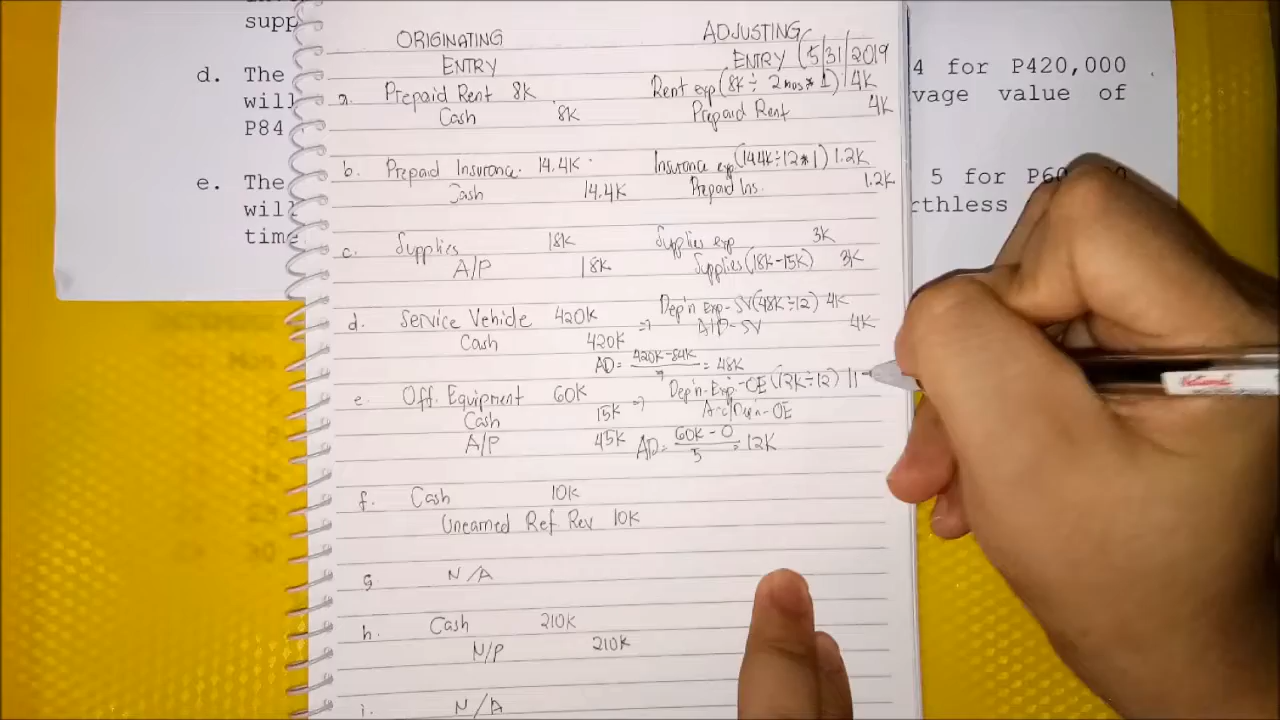 supp
ORIGINATING ADJUSTING
ENTRY ENTRY (5/31/2019
d. The 4 for P420,000
will vage value of
P84
a. Prepaid Rent 8K Rent exp (8K ÷ 2mos * 1) 4K
Cash 8K Prepaid Rent 4K
b. Prepaid Insurance 14.4K Insurance exp (14.4K ÷ 12 * 1) 1.2K
Cash 14.4K Prepaid Ins. 1.2K
e. The 5 for P60
will rthless
time
c. Supplies 18K Supplies exp 3K
A/P 18K Supplies (18K - 15K) 3K
d. Service Vehicle 420K => Dep'n Exp - SV (48K ÷ 12) 4K
Cash 420K A/D - SV 4K
AD = 420K - 84K / 7 = 48K
e. Off. Equipment 60K => Dep'n Exp - OE (12K ÷ 12) 1
Cash 15K Acc Dep'n - OE
A/P 45K AD = 60K - 0 / 5 = 12K
f. Cash 10K
Unearned Ref Rev 10K
g. N/A
h. Cash 210K
N/P 210K
i. N/A